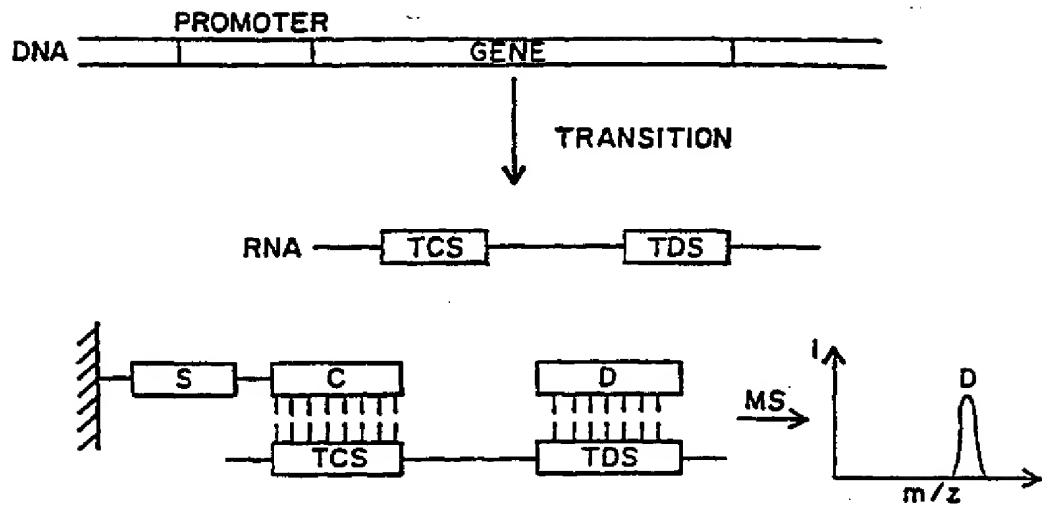 PROMOTER
DNA GENE
TRANSITION
RNA TCS TDS
S C D
TCS TDS
MS
I
D
m/z